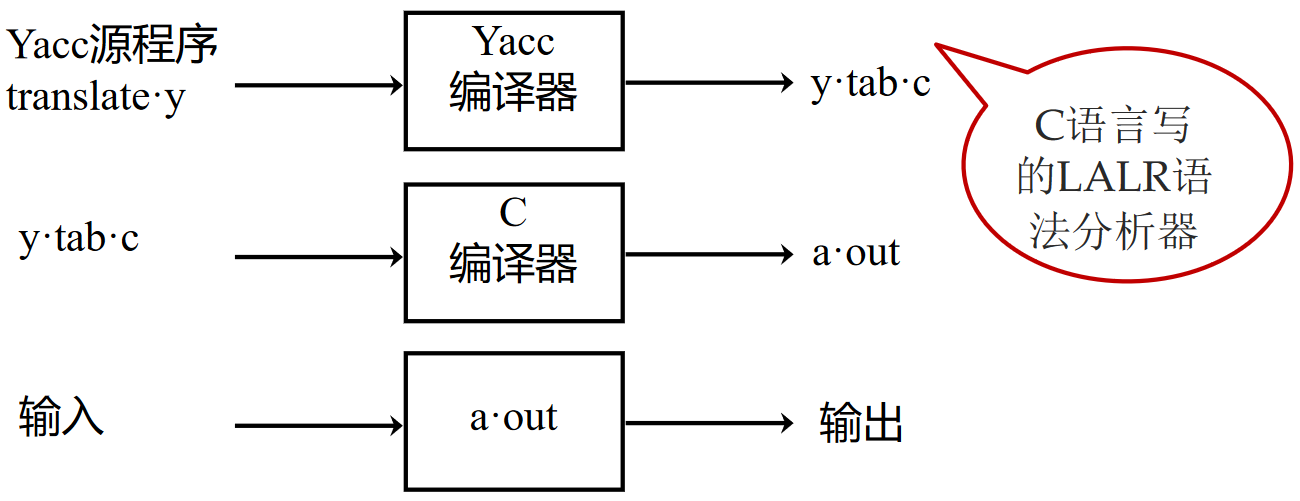 Yacc源程序
translate·y
Yacc
编译器
y·tab·c
C语言写
的LALR语
法分析器
y·tab·c
C
编译器
a·out
输入
a·out
输出